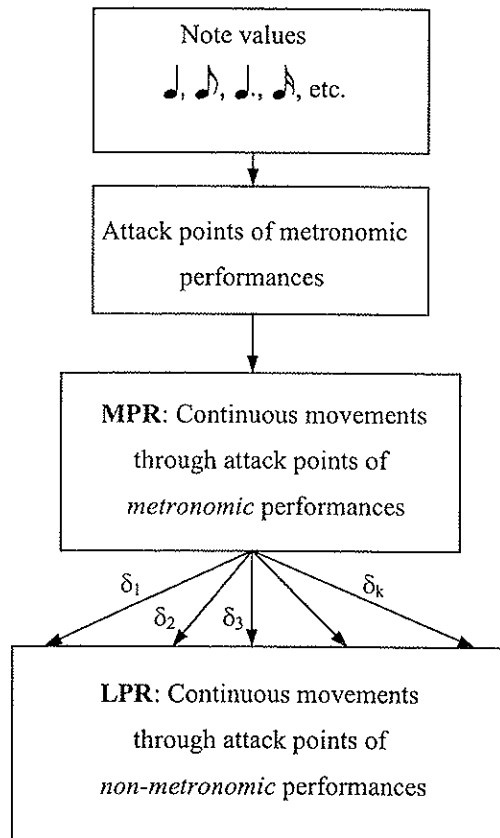 Note values
♩, ♪, ♩., 𝅘𝅥𝅯, etc.
Attack points of metronomic
performances
MPR: Continuous movements
through attack points of
metronomic performances
δ1 δ2 δ3 δk
LPR: Continuous movements
through attack points of
non-metronomic performances